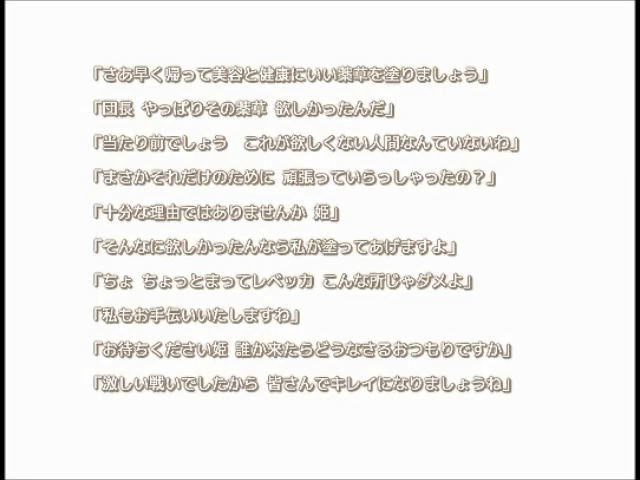 「さあ早く帰って美容と健康にいい薬草を塗りましょう」
「団長 やっぱりその薬草 欲しかったんだ」
「当たり前でしょう　これが欲しくない人間なんていないわ」
「まさかそれだけのために 頑張っていらっしゃったの？」
「十分な理由ではありませんか 姫」
「そんなに欲しかったんなら私が塗ってあげますよ」
「ちょ ちょっとまってレベッカ こんな所じゃダメよ」
「私もお手伝いいたしますわ」
「お待ちください姫 誰か来たらどうなさるおつもりですか」
「激しい戦いでしたから 皆さんでキレイになりましょうね」